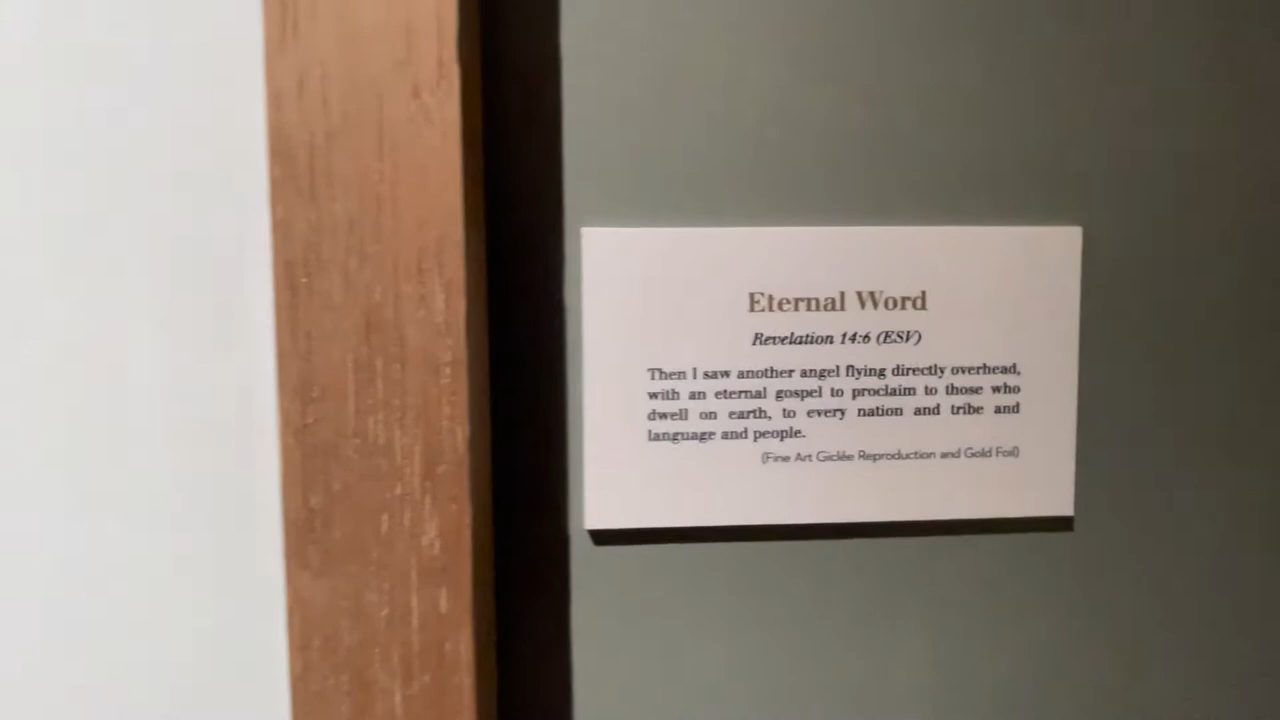 Eternal Word
Revelation 14:6 (ESV)
Then I saw another angel flying directly overhead,
with an eternal gospel to proclaim to those who
dwell on earth, to every nation and tribe and
language and people.
(Fine Art Giclée Reproduction and Gold Foil)